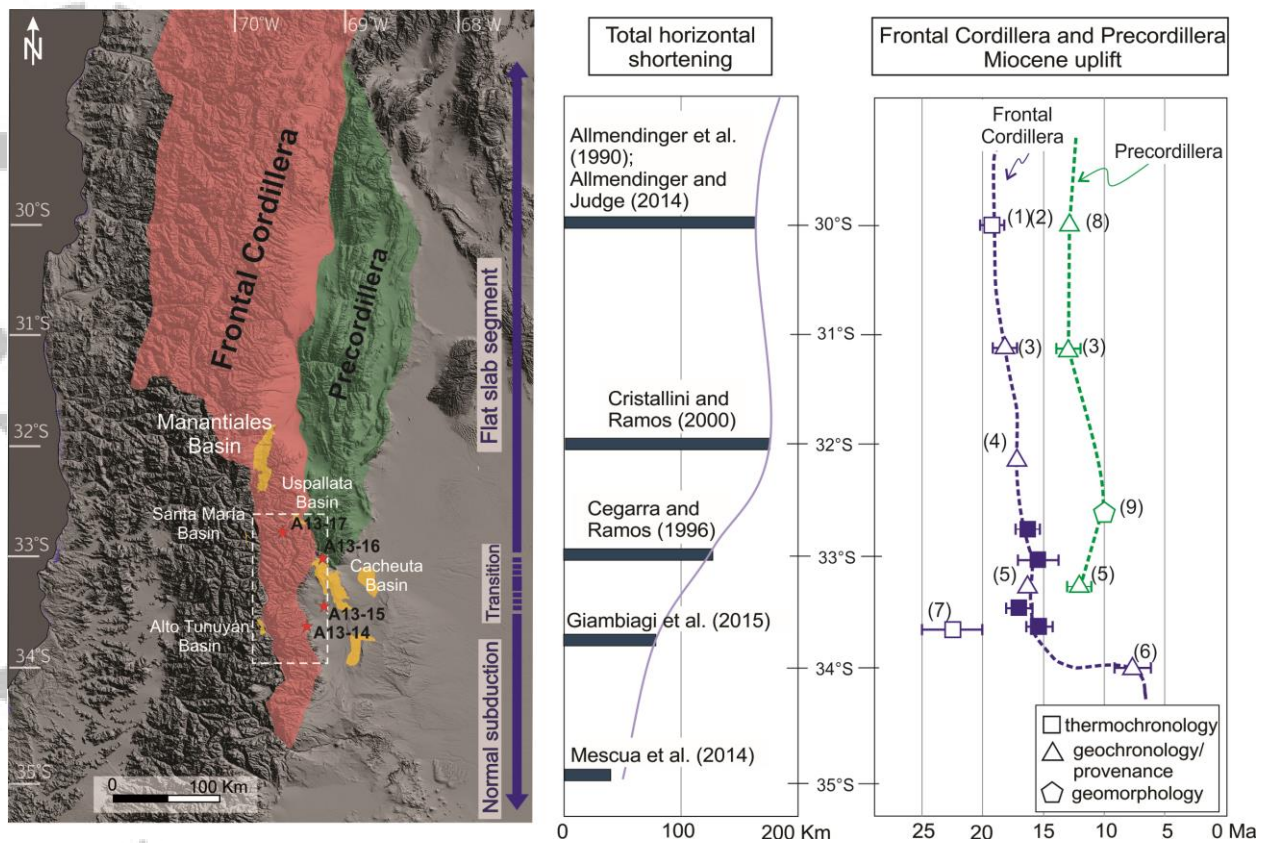 N
70°W
69°W
68°W
30°S
31°S
32°S
33°S
34°S
35°S
Frontal Cordillera
Precordillera
Manantiales
Basin
Uspallata
Basin
Santa María
Basin
A13-17
A13-16
Cacheuta
Basin
A13-15
Alto Tunuyán
Basin
A13-14
0 100 Km
Flat slab segment
Transition
Normal subduction
Total horizontal
shortening
Allmendinger et al.
(1990);
Allmendinger and
Judge (2014)
Cristallini and
Ramos (2000)
Cegarra and
Ramos (1996)
Giambiagi et al. (2015)
Mescua et al. (2014)
0 100 200 Km
30°S
31°S
32°S
33°S
34°S
35°S
Frontal Cordillera and Precordillera
Miocene uplift
Frontal
Cordillera
Precordillera
(1)(2)
(8)
(3)
(3)
(4)
(9)
(5)
(5)
(7)
(6)
thermochronology
geochronology/
provenance
geomorphology
25 20 15 10 5 0 Ma